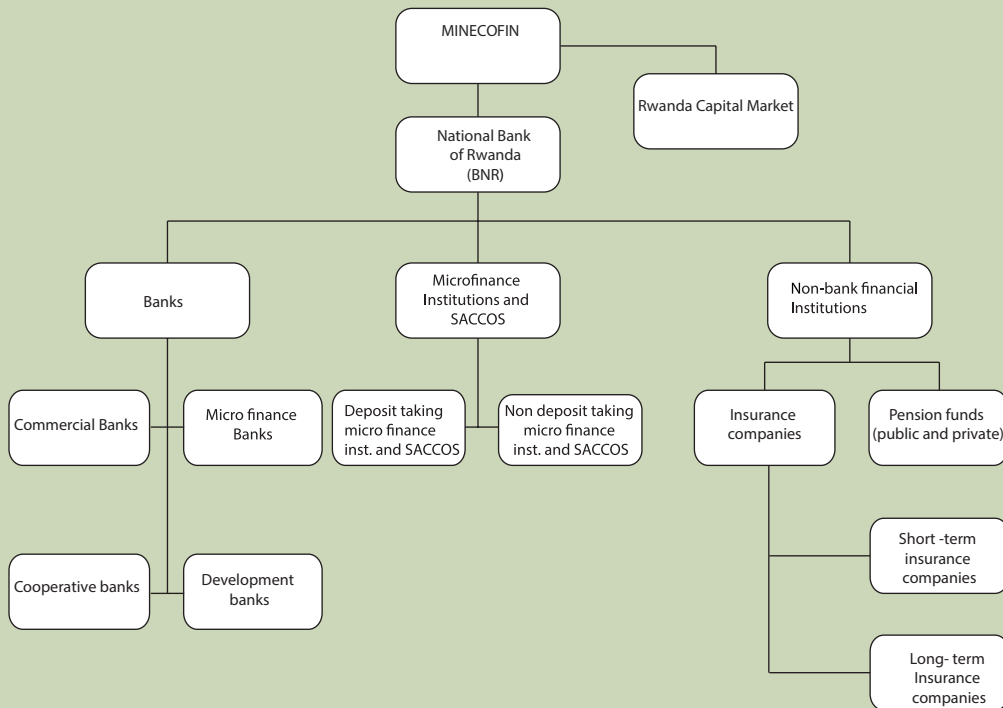 MINECOFIN
Rwanda Capital Market
National Bank
of Rwanda
(BNR)
Banks
Microfinance
Institutions and
SACCOS
Non-bank financial
Institutions
Commercial Banks
Micro finance
Banks
Deposit taking
micro finance
inst. and SACCOS
Non deposit taking
micro finance
inst. and SACCOS
Insurance
companies
Pension funds
(public and private)
Cooperative banks
Development
banks
Short -term
insurance
companies
Long- term
Insurance
companies